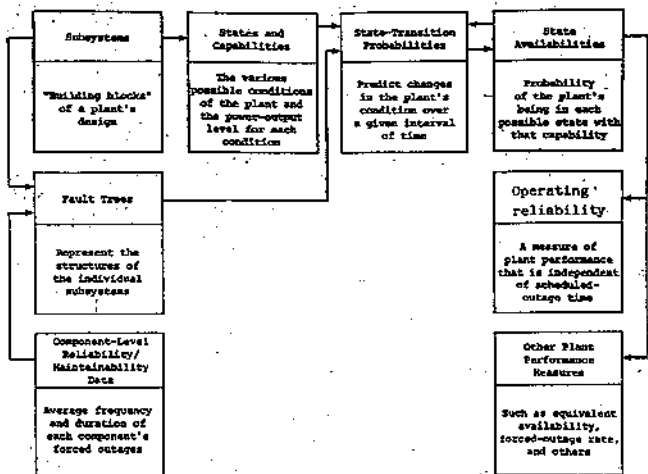 Subsystems
"Building blocks"
of a plant's
design
States and
Capabilities
The various
possible conditions
of the plant and
the power-output
level for each
condition
State-Transition
Probabilities
Predict changes
in the plant's
condition over
a given interval
of time
State
Availabilities
Probability
of the plant's
being in each
possible state with
that capability
Fault Trees
Represent the
structures of
the individual
subsystems
Operating
reliability
A measure of
plant performance
that is independent
of scheduled-
outage time
Component-Level
Reliability/
Maintainability
Data
Average frequency
and duration of
each component's
forced outages
Other Plant
Performance
Measures
Such as equivalent
availability,
forced-outage rate,
and others